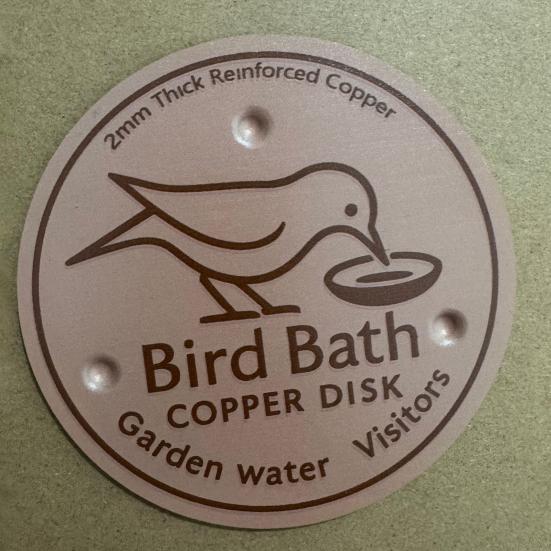 2mm Thick Reinforced Copper
Bird Bath
COPPER DISK
Garden water Visitors